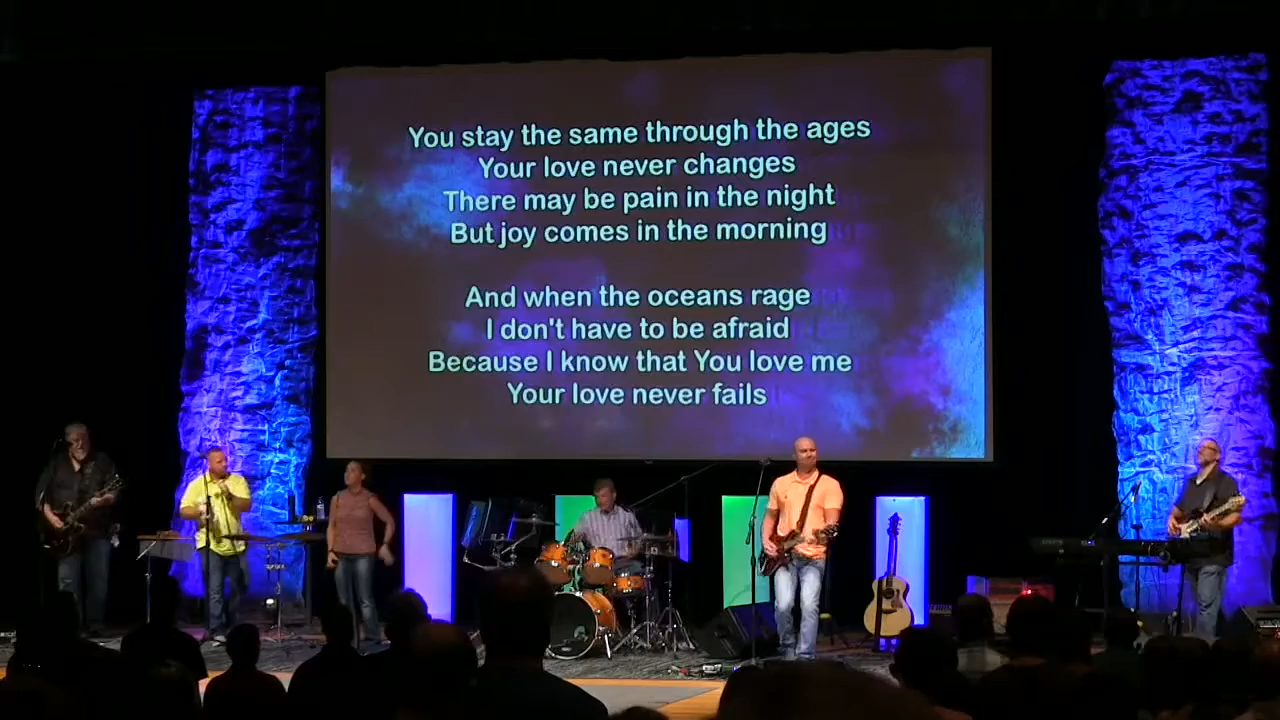 You stay the same through the ages
Your love never changes
There may be pain in the night
But joy comes in the morning
And when the oceans rage
I don't have to be afraid
Because I know that You love me
Your love never fails